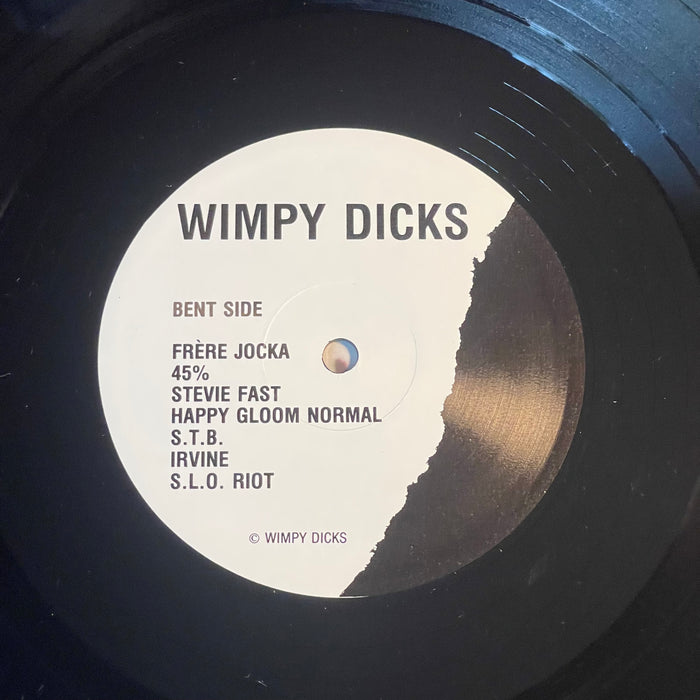 WIMPY DICKS
BENT SIDE
FRÈRE JOCKA
45%
STEVIE FAST
HAPPY GLOOM NORMAL
S.T.B.
IRVINE
S.L.O. RIOT
© WIMPY DICKS